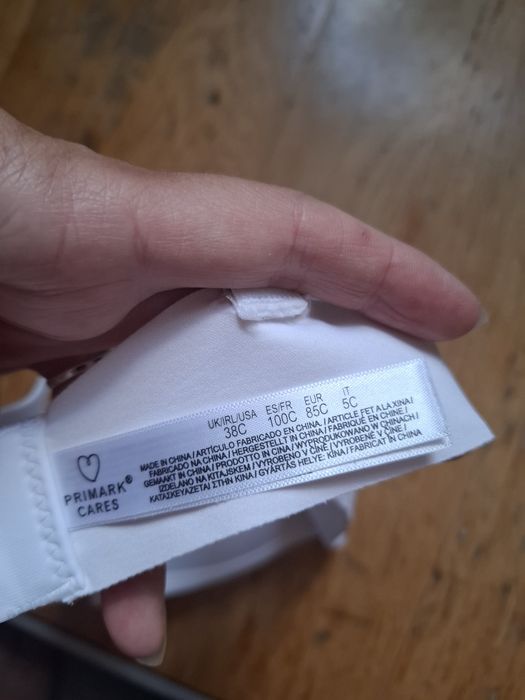 PRIMARK®
CARES
UK/IRL/USA ES/FR EUR IT
38C 100C 85C 5C
MADE IN CHINA / ARTÍCULO FABRICADO EN CHINA. / ARTICLE FET A LA XINA /
FABRICADO NA CHINA / HERGESTELLT IN CHINA / FABRIQUÉ EN CHINE /
GEMAAKT IN CHINA / PRODOTTO IN CINA / WYPRODUKOWANO W CHINACH /
IZDELANO NA KITAJSKEM / VYROBENO V ČÍNĚ / VYROBENÉ V ČÍNE /
ΚΑΤΑΣΚΕΥΑΖΕΤΑΙ ΣΤΗΝ ΚΙΝΑ / GYÁRTÁS HELYE: KÍNA / FABRICAT ÎN CHINA